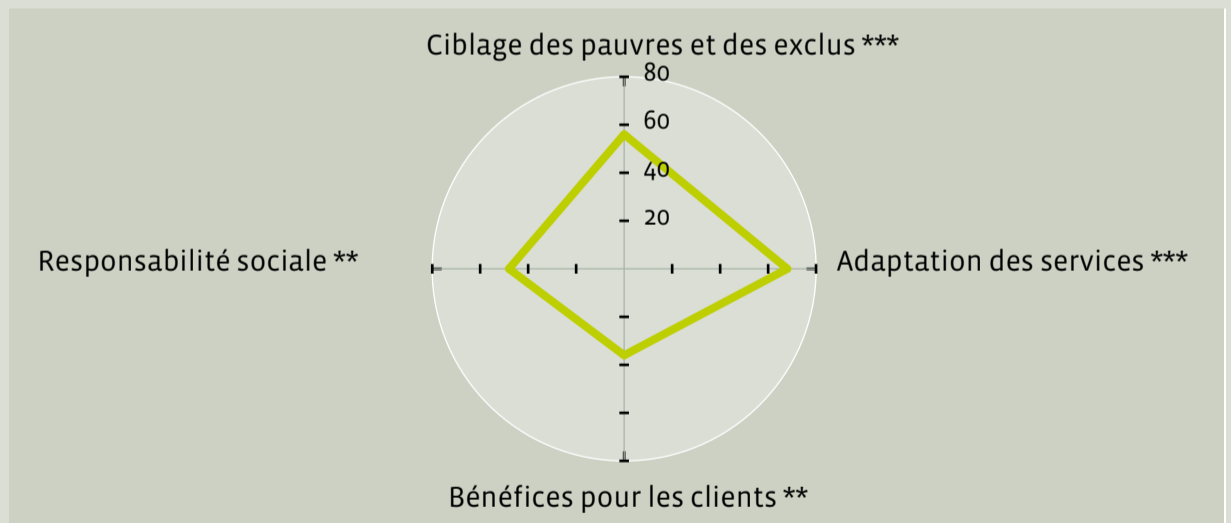 Ciblage des pauvres et des exclus ***
80
60
40
20
Responsabilité sociale **
Adaptation des services ***
Bénéfices pour les clients **